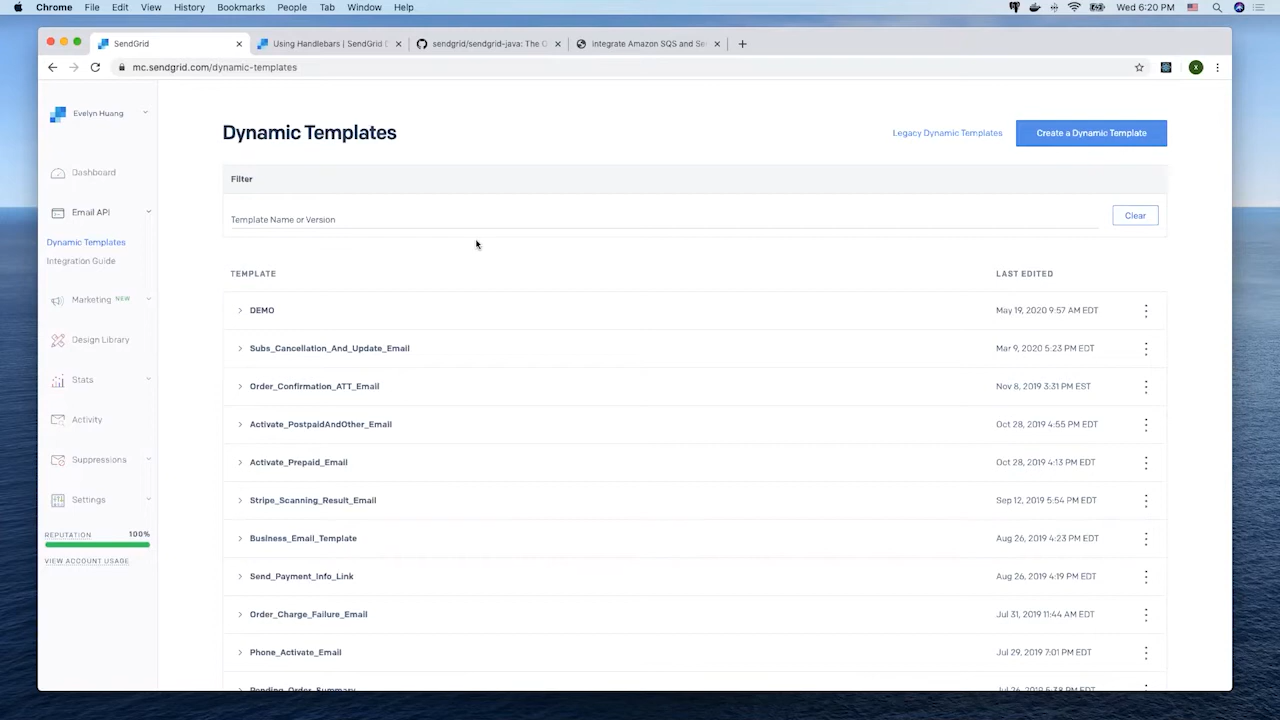 Chrome File Edit View History Bookmarks People Tab Window Help Wed 6:20 PM
SendGrid Using Handlebars | SendGrid sendgrid/sendgrid-java: The integrate Amazon SQS and
mc.sendgrid.com/dynamic-templates X
Evelyn Huang
Dynamic Templates Legacy Dynamic Templates Create a Dynamic Template
Dashboard
Filter
Email API
Template Name or Version Clear
Dynamic Templates
Integration Guide
TEMPLATE LAST EDITED
Marketing NEW
DEMO May 19, 2020 9:57 AM EDT
Design Library
Subs_Cancellation_And_Update_Email Mar 9, 2020 5:23 PM EDT
Stats
Order_Confirmation_ATT_Email Nov 8, 2019 3:31 PM EST
Activity
Activate_PostpaidAndOther_Email Oct 28, 2019 4:55 PM EDT
Suppressions
Activate_Prepaid_Email Oct 28, 2019 4:13 PM EDT
Settings
Stripe_Scanning_Result_Email Sep 12, 2019 5:54 PM EDT
REPUTATION 100%
Business_Email_Template Aug 26, 2019 4:23 PM EDT
VIEW ACCOUNT USAGE
Send_Payment_Info_Link Aug 26, 2019 4:19 PM EDT
Order_Charge_Failure_Email Jul 31, 2019 11:44 AM EDT
Phone_Activate_Email Jul 29, 2019 7:01 PM EDT
Pending_Order_Summary Jul 26, 2019 5:38 PM EDT